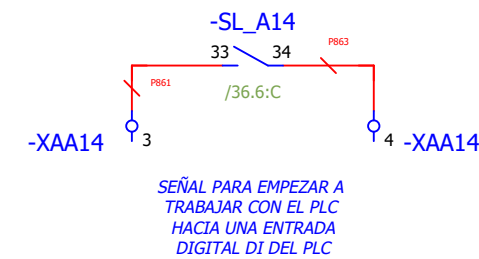 -SL_A14
33 34
P863
P861
/36.6:C
-XAA14 3
4 -XAA14
SEÑAL PARA EMPEZAR A
TRABAJAR CON EL PLC
HACIA UNA ENTRADA
DIGITAL DI DEL PLC